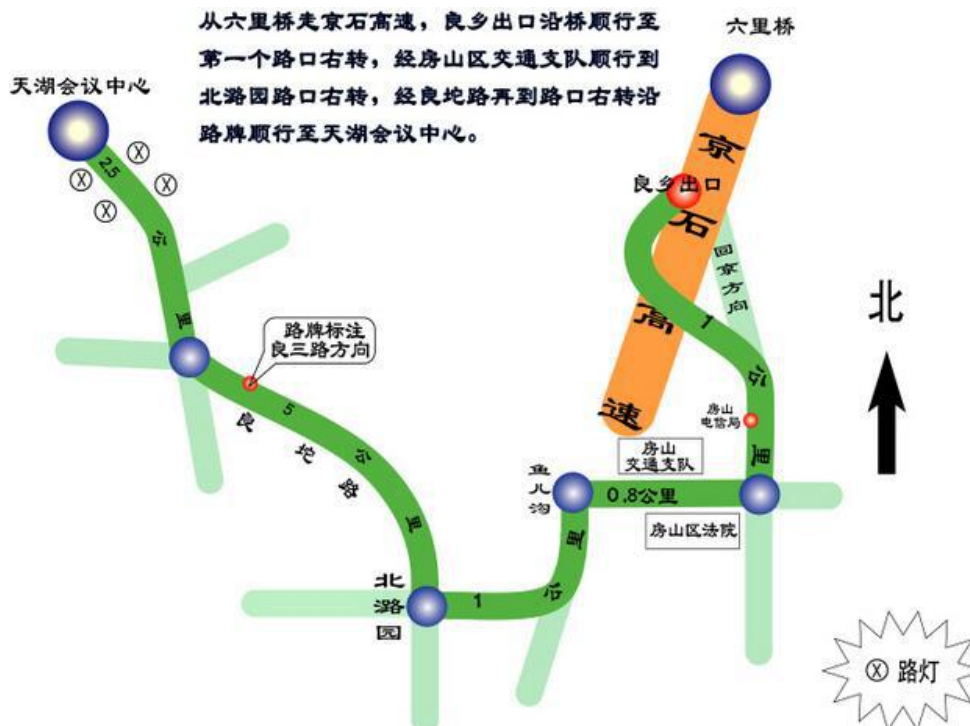 从六里桥走京石高速，良乡出口沿桥顺行至
第一个路口右转，经房山区交通支队顺行到
北潞园路口右转，经良坨路再到路口右转沿
路牌顺行至天湖会议中心。
六里桥
天湖会议中心
京石高速
良乡出口
回京方向
2.5公里
北
路牌标注
良三路方向
1公里
房山
电信局
5公里
良坨路
房山
交通支队
鱼儿沟
0.8公里
房山区法院
北潞园
1公里
Ⓧ 路灯